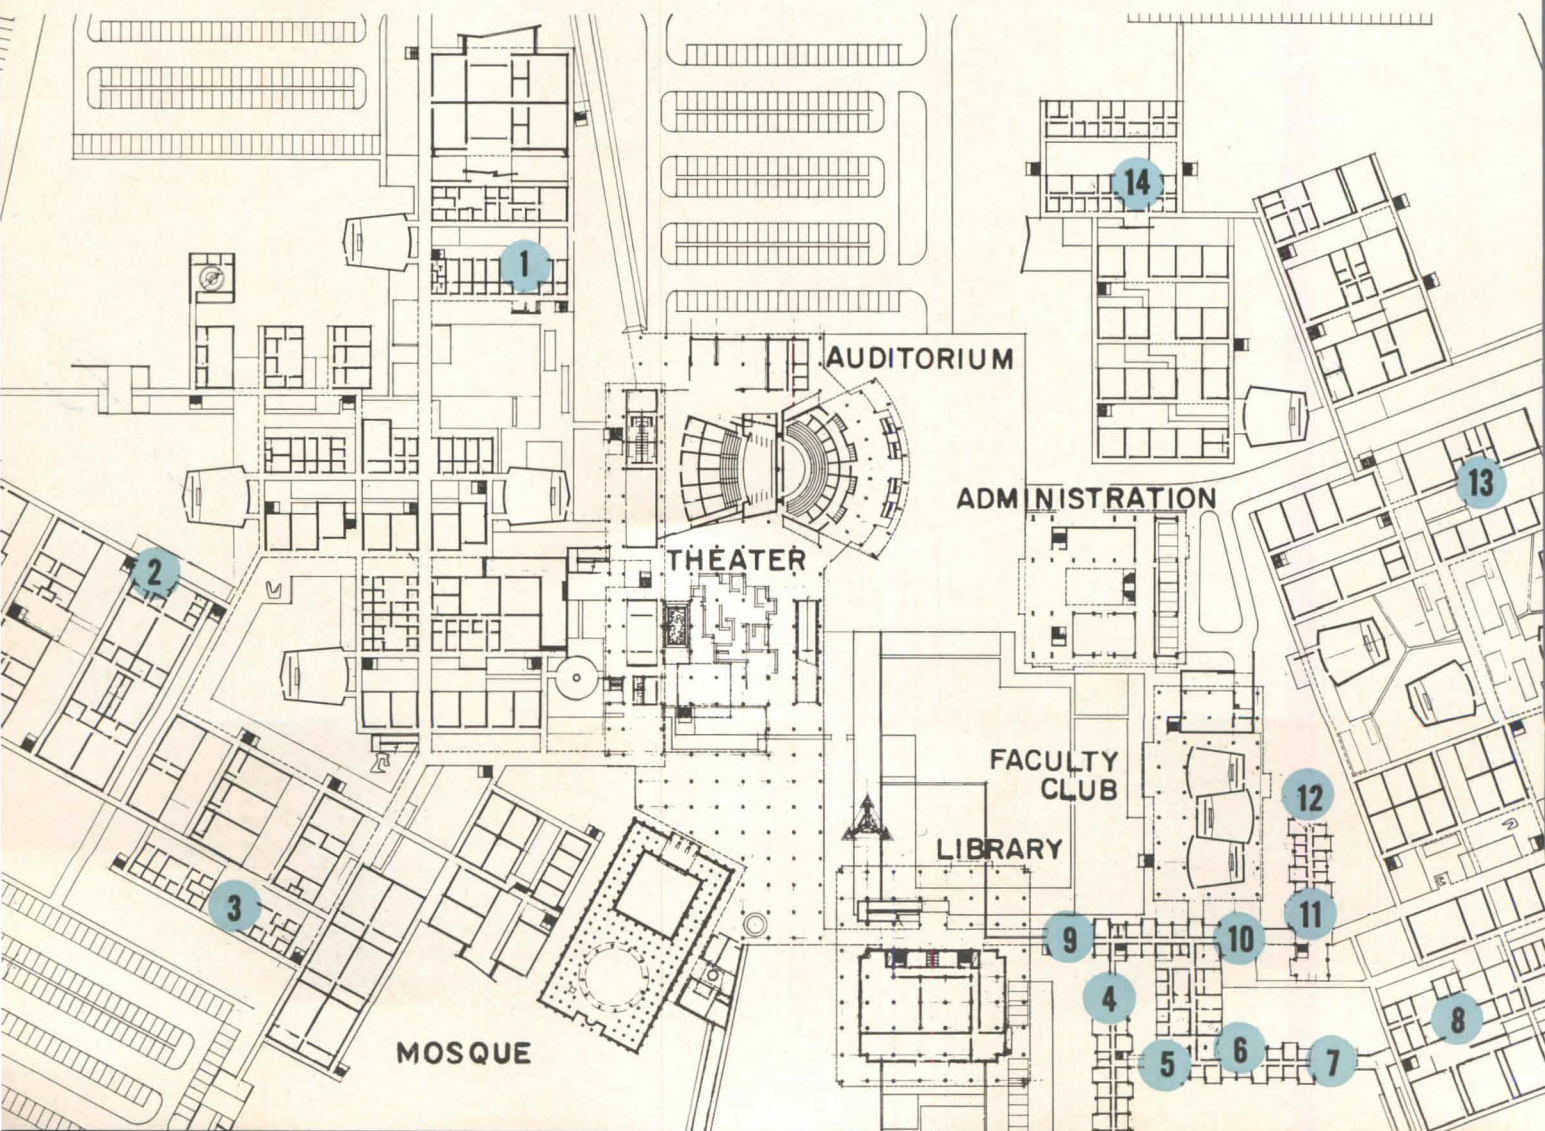 14
1
AUDITORIUM
13
ADMINISTRATION
THEATER
2
FACULTY
CLUB
12
LIBRARY
3
11
9
10
4
8
MOSQUE
5
6
7